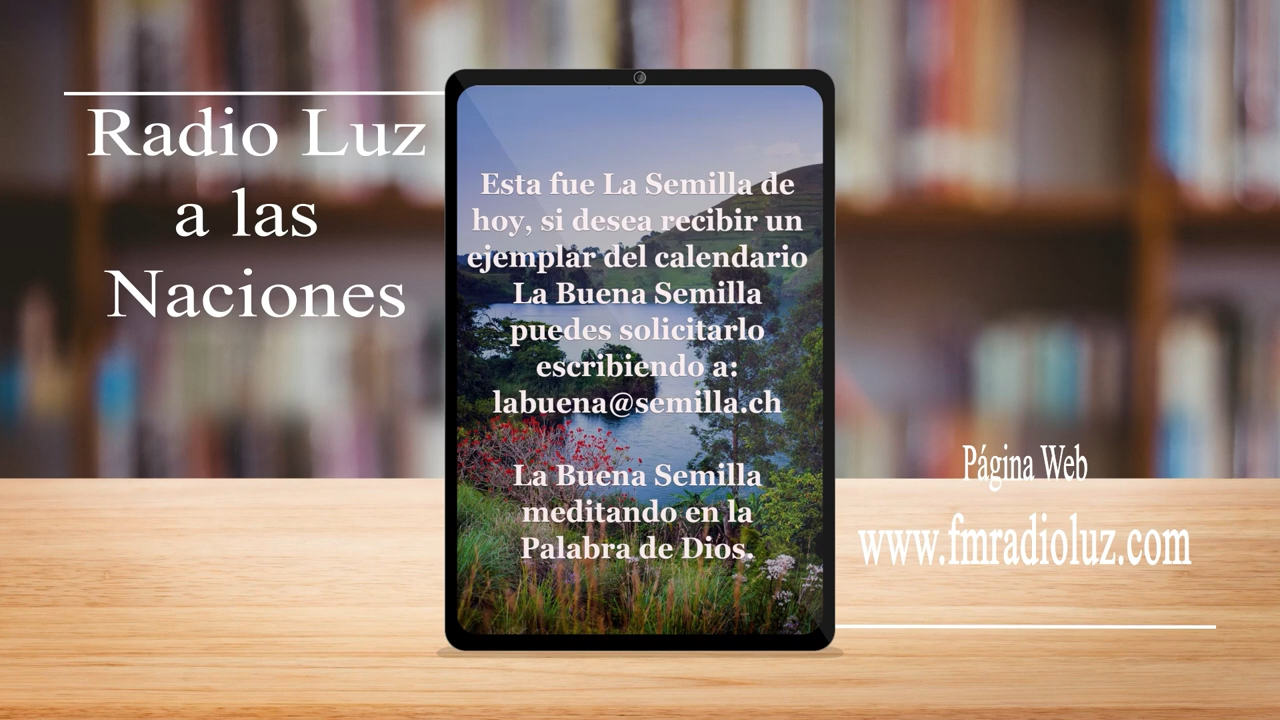 Radio Luz
a las
Naciones
Esta fue La Semilla de
hoy, si desea recibir un
ejemplar del calendario
La Buena Semilla
puedes solicitarlo
escribiendo a:
labuena@semilla.ch
La Buena Semilla
meditando en la
Palabra de Dios.
Página Web
www.fmradioluz.com